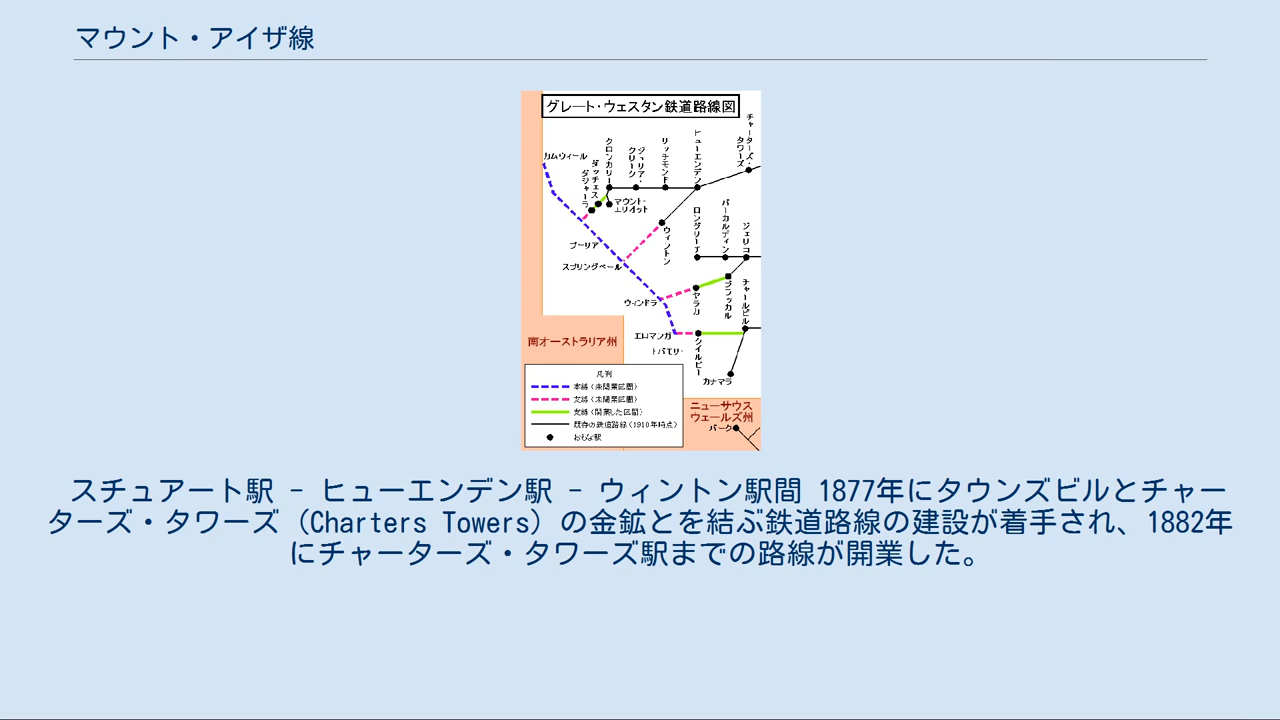 マウント・アイザ線
グレート・ウェスタン鉄道路線図
チャーターズ・タワーズ
ヒューエンデン
リッチモンド
ジュリア・クリーク
クロンカリー
ダッチェス
ダジャーラ
カムウィール
マウント・エリオット
ウィントン
ロングリーチ
バーカルディン
ジェリコ
ブーリア
スプリングベール
ウィンドラ
ヤラカ
ブラッカル
チャールビル
エロマンガ
トバモリー
クイルピー
カナマラ
南オーストラリア州
ニューサウス
ウェールズ州
バーク
凡例
本線（未開業区間）
支線（未開業区間）
支線（開業した区間）
既存の鉄道路線（1910年時点）
おもな駅
スチュアート駅 - ヒューエンデン駅 - ウィントン駅間 1877年にタウンズビルとチャー
ターズ・タワーズ（Charters Towers）の金鉱とを結ぶ鉄道路線の建設が着手され、1882年
にチャーターズ・タワーズ駅までの路線が開業した。